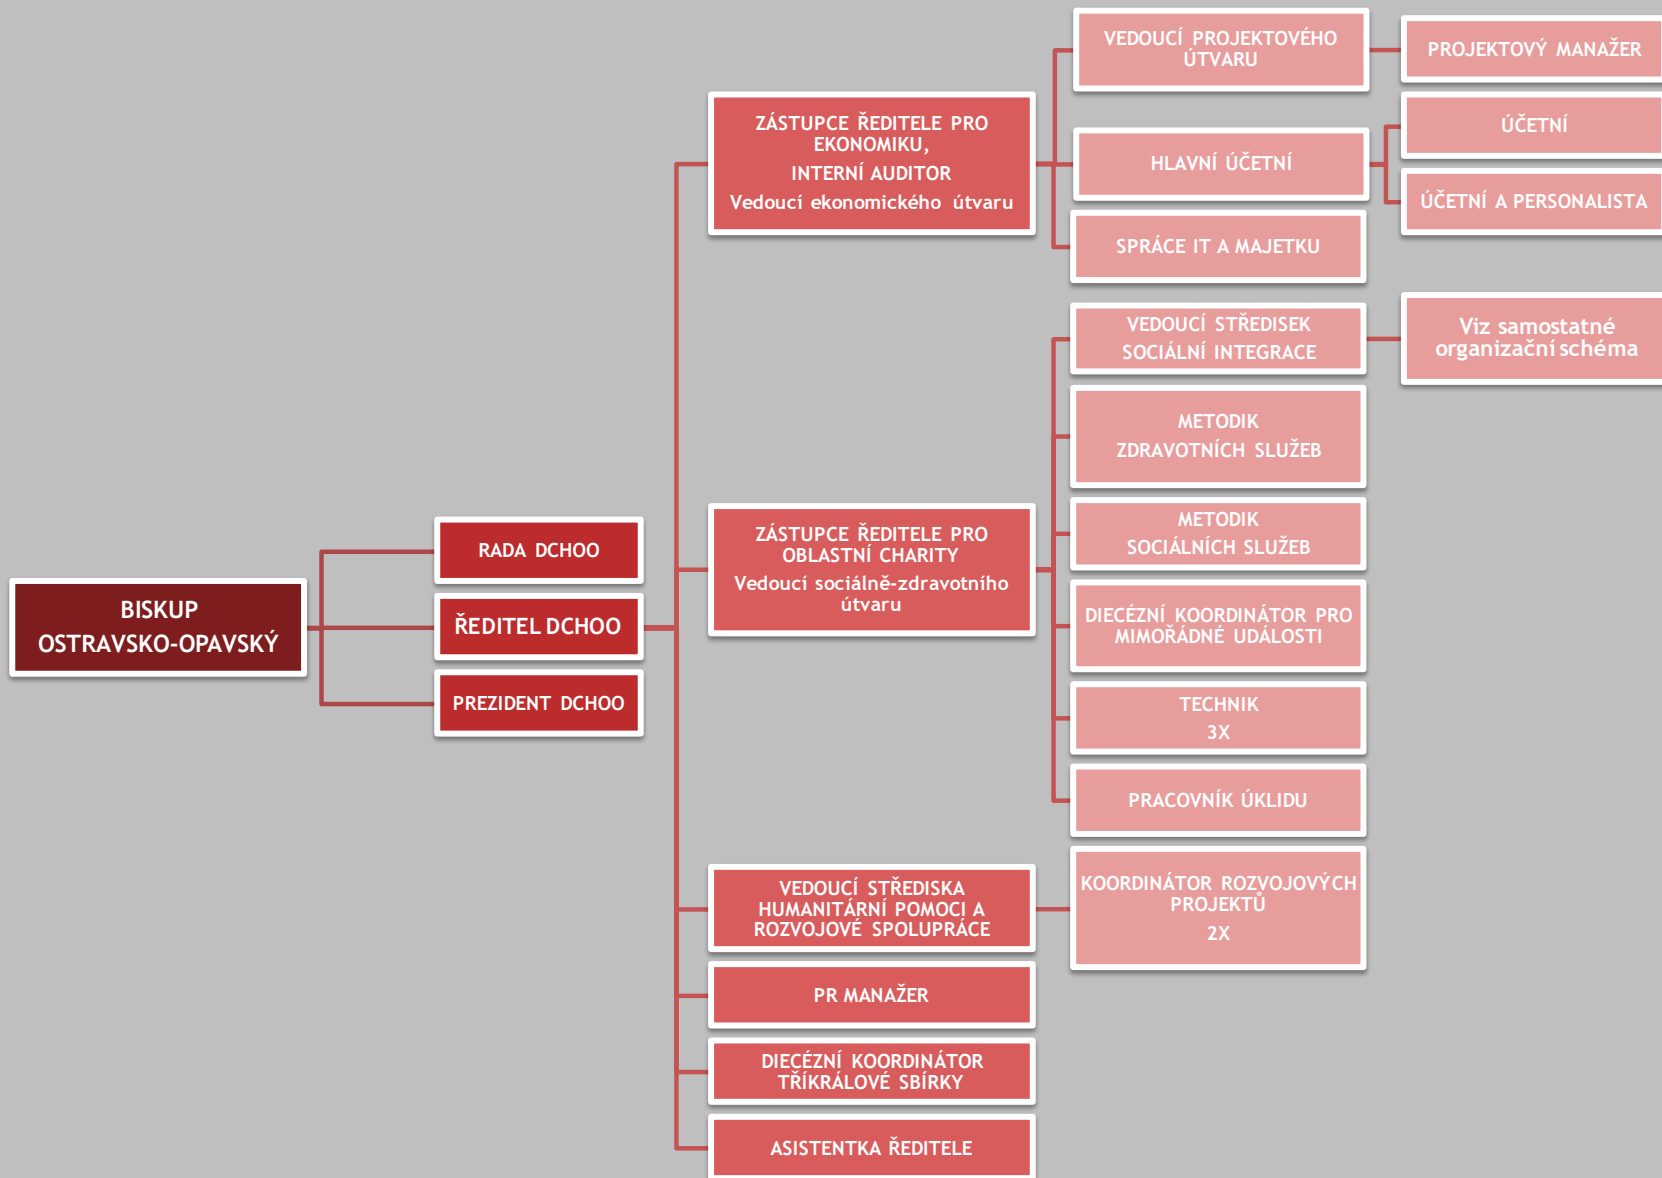 BISKUP
OSTRAVSKO-OPAVSKÝ
RADA DCHOO
ŘEDITEL DCHOO
PREZIDENT DCHOO
ZÁSTUPCE ŘEDITELE PRO
EKONOMIKU,
INTERNÍ AUDITOR
Vedoucí ekonomického útvaru
VEDOUCÍ PROJEKTOVÉHO
ÚTVARU
PROJEKTOVÝ MANAŽER
HLAVNÍ ÚČETNÍ
ÚČETNÍ
ÚČETNÍ A PERSONALISTA
SPRÁCE IT A MAJETKU
ZÁSTUPCE ŘEDITELE PRO
OBLASTNÍ CHARITY
Vedoucí sociálně-zdravotního
útvaru
VEDOUCÍ STŘEDISEK
SOCIÁLNÍ INTEGRACE
Viz samostatné
organizační schéma
METODIK
ZDRAVOTNÍCH SLUŽEB
METODIK
SOCIÁLNÍCH SLUŽEB
DIECÉZNÍ KOORDINÁTOR PRO
MIMOŘÁDNÉ UDÁLOSTI
TECHNIK
3X
PRACOVNÍK ÚKLIDU
VEDOUCÍ STŘEDISKA
HUMANITÁRNÍ POMOCI A
ROZVOJOVÉ SPOLUPRÁCE
KOORDINÁTOR ROZVOJOVÝCH
PROJEKTŮ
2X
PR MANAŽER
DIECÉZNÍ KOORDINÁTOR
TŘÍKRÁLOVÉ SBÍRKY
ASISTENTKA ŘEDITELE